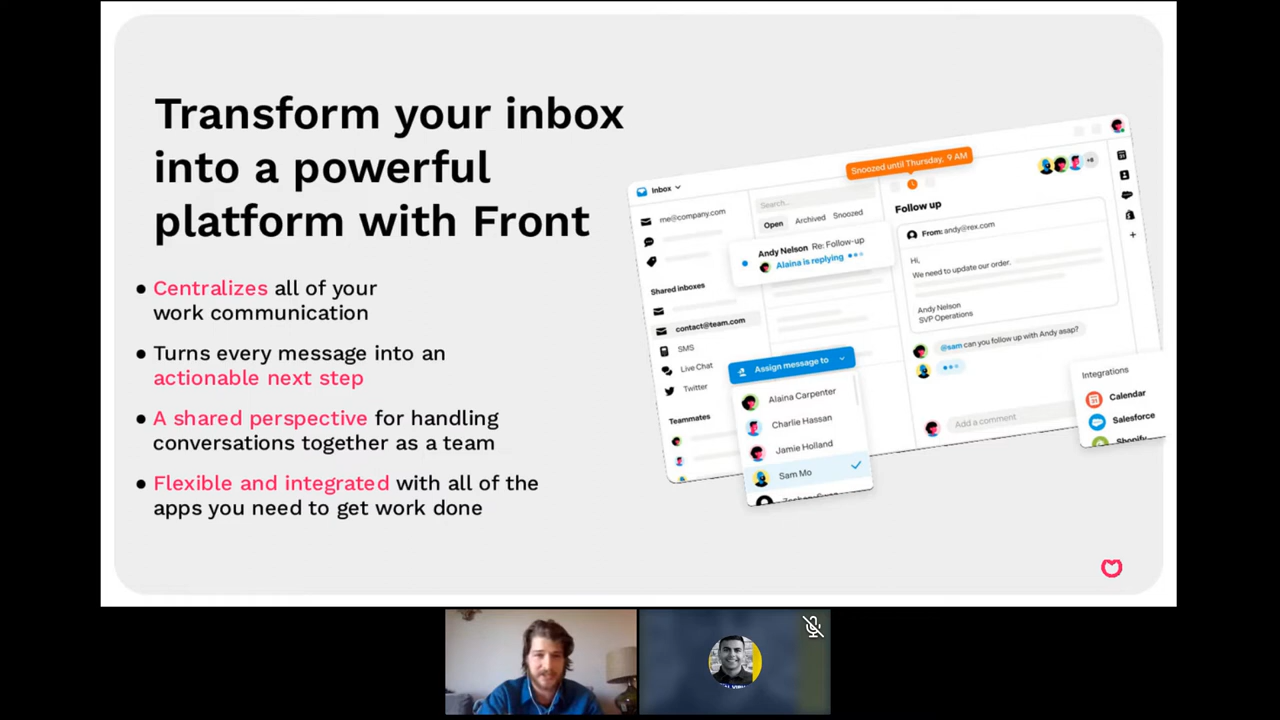 Transform your inbox
into a powerful
platform with Front
● Centralizes all of your
work communication
● Turns every message into an
actionable next step
● A shared perspective for handling
conversations together as a team
● Flexible and integrated with all of the
apps you need to get work done
Inbox
me@company.com
Shared inboxes
contact@team.com
SMS
Live Chat
Twitter
Teammates
Search...
Open Archived Snoozed
Andy Nelson Re: Follow-up
Alaina is replying
Assign message to
Alaina Carpenter
Charlie Hassan
Jamie Holland
Sam Mo
Snoozed until Thursday, 9 AM
+8
Follow up
From: andy@rex.com
Hi,
We need to update our order.
Andy Nelson
SVP Operations
@sam can you follow up with Andy asap?
Add a comment
Integrations
Calendar
Salesforce
Shopify